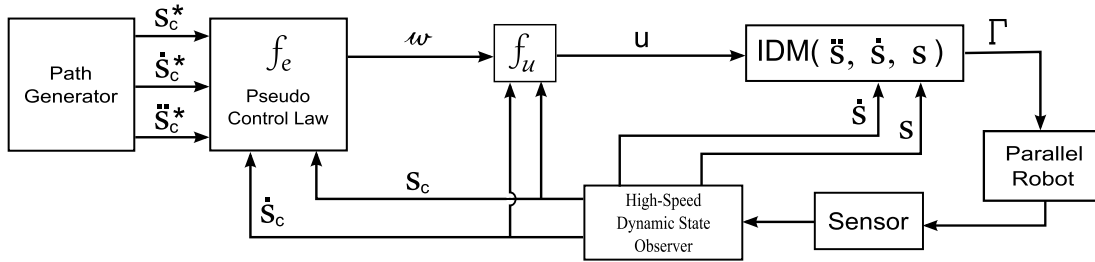 Path
Generator
s_c*
ṡ_c*
s̈_c*
f_e
Pseudo
Control Law
w
f_u
u
IDM( s̈, ṡ, s )
Γ
ṡ
s
Parallel
Robot
s_c
ṡ_c
High-Speed
Dynamic State
Observer
Sensor